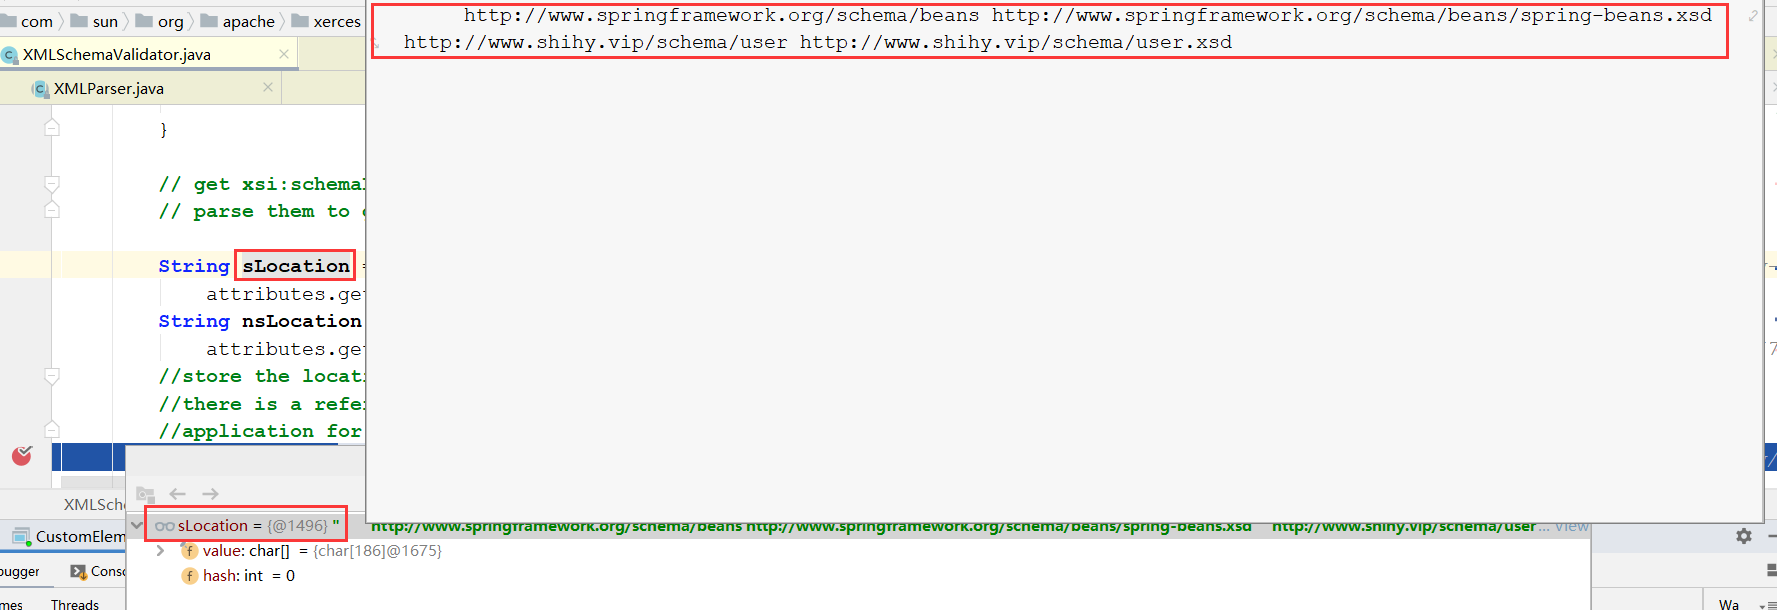 com
sun
org
apache
xerces
XMLSchemaValidator.java
XMLParser.java
http://www.springframework.org/schema/beans http://www.springframework.org/schema/beans/spring-beans.xsd
http://www.shihy.vip/schema/user http://www.shihy.vip/schema/user.xsd
}
// get xsi:schema
// parse them to
String sLocation =
attributes.ge
String nsLocation
attributes.ge
//store the locati
//there is a refe
//application for
XMLSch
sLocation = {@1496} "
http://www.springframework.org/schema/beans http://www.springframework.org/schema/beans/spring-beans.xsd http://www.shihy.vip/schema/user... View
CustomElem
value: char[] = {char[186]@1675}
bugger
Conso
hash: int = 0
mes
Threads
Wa